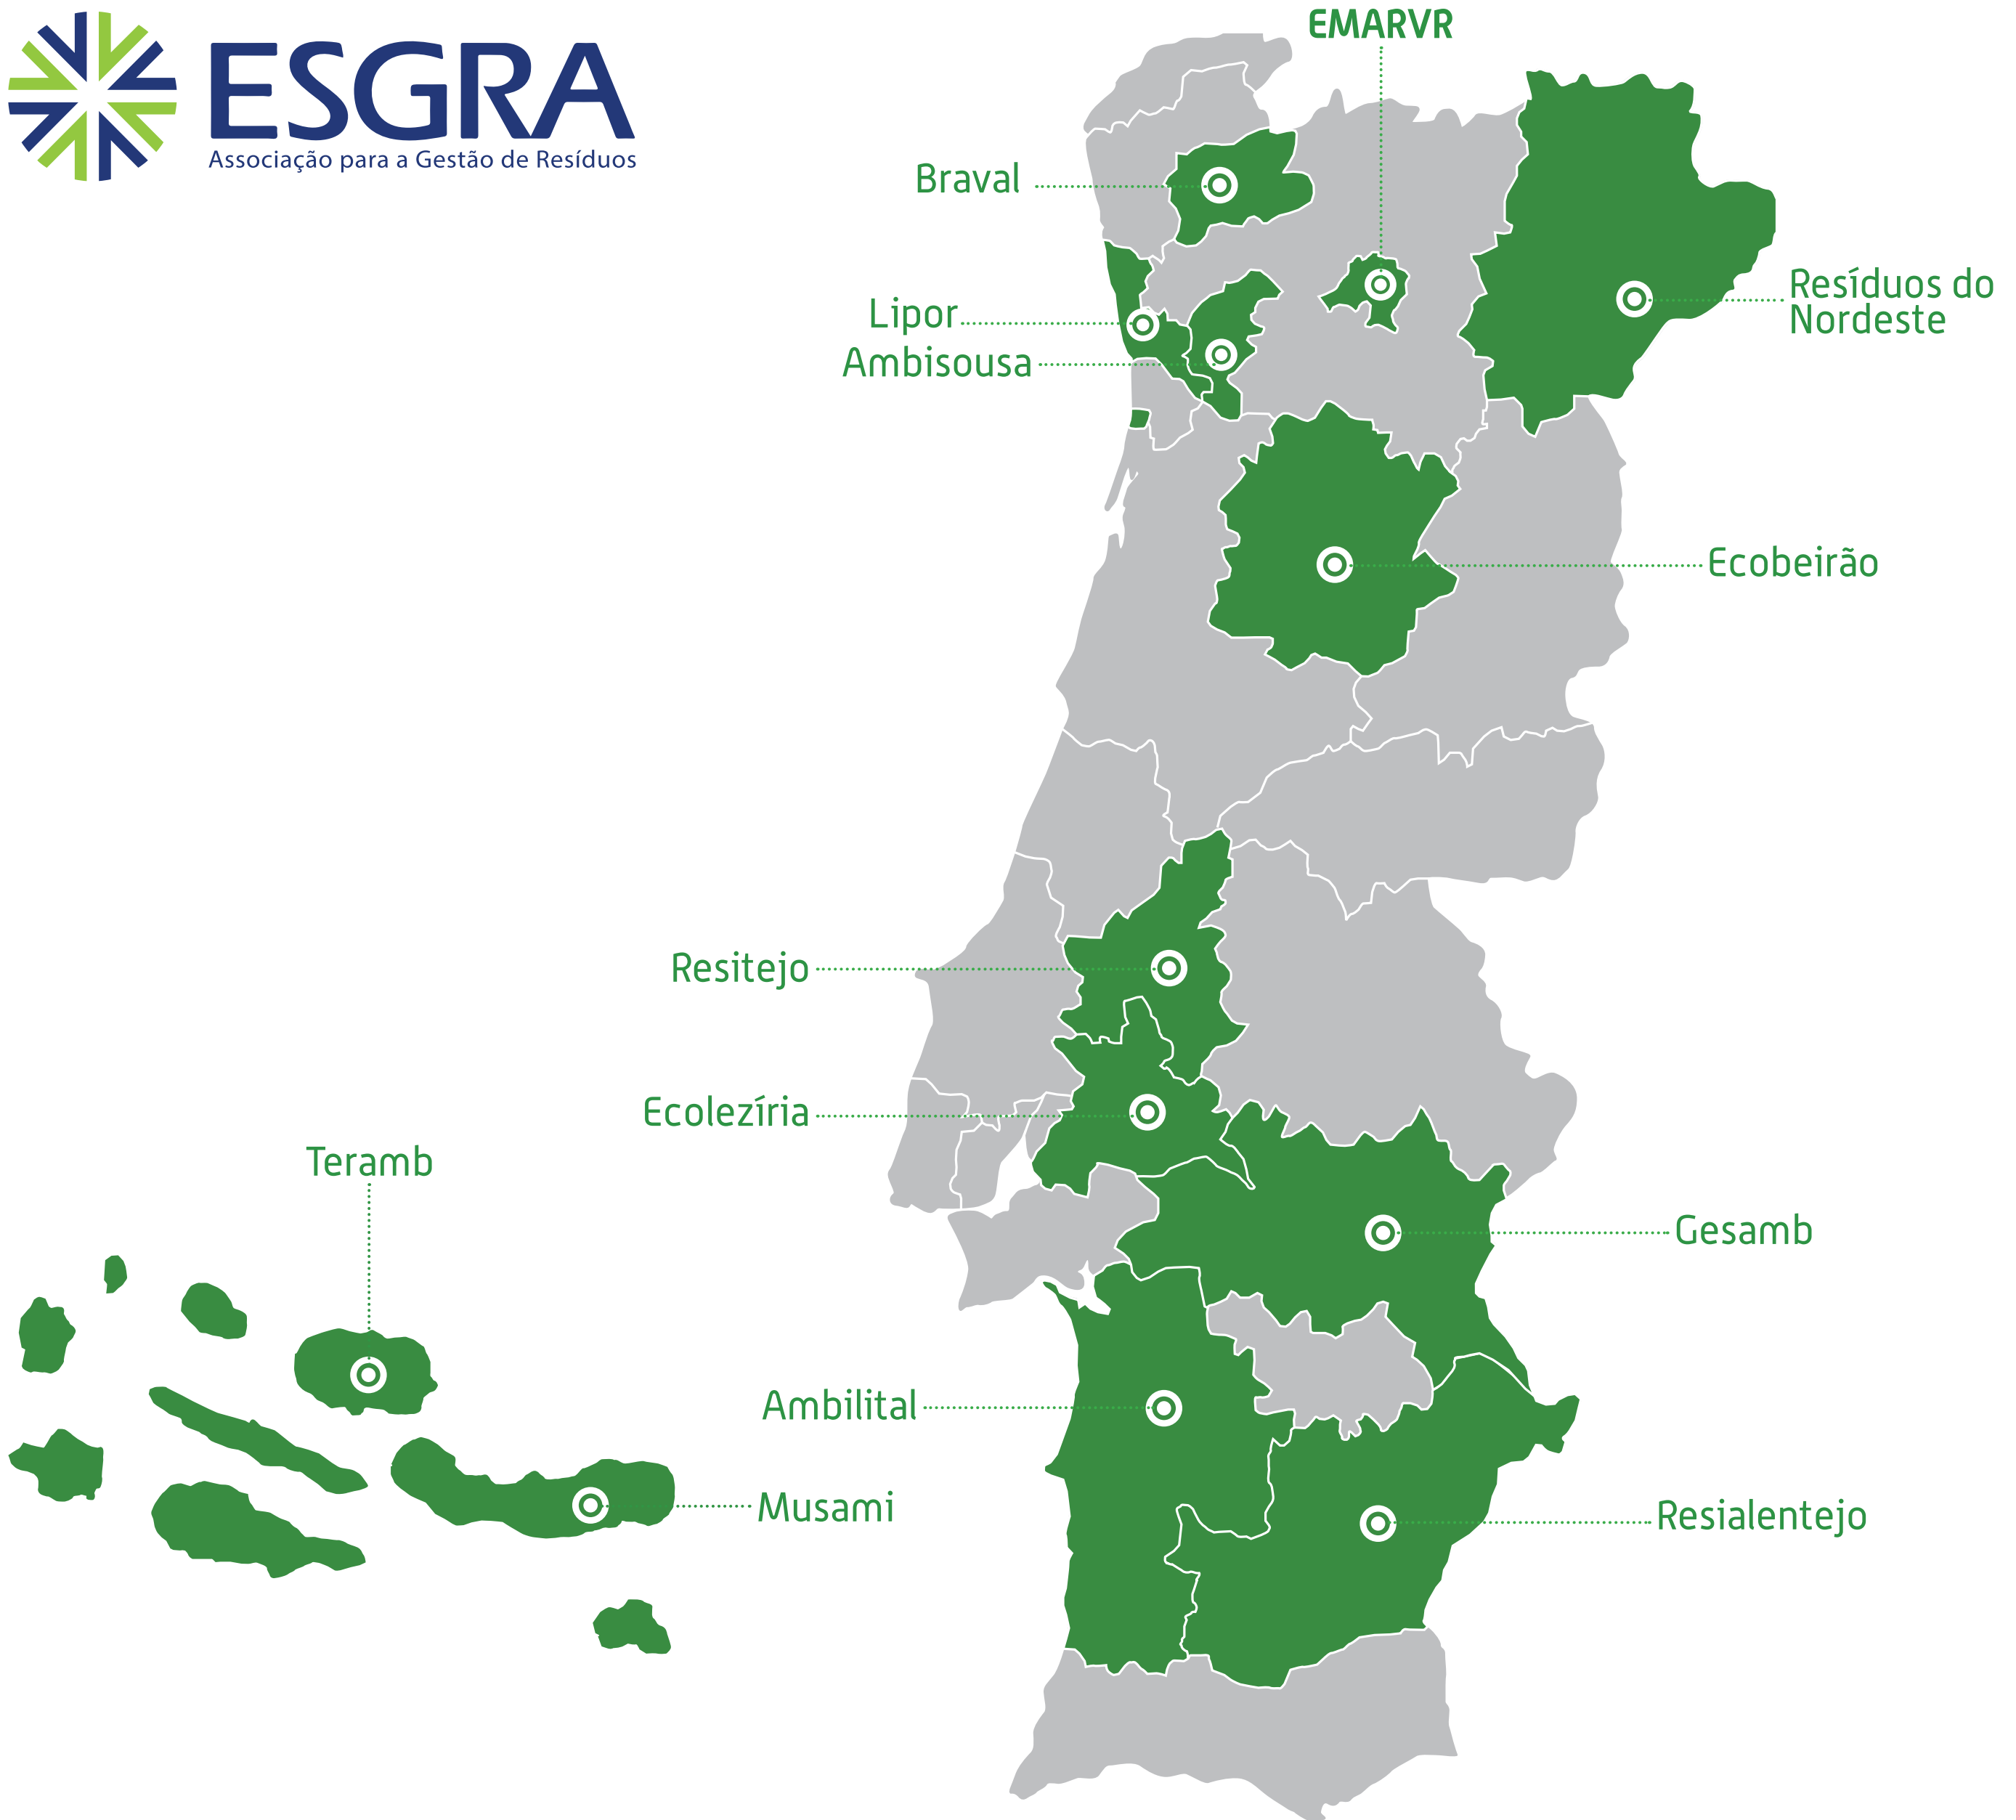 ESGRA
Associação para a Gestão de Resíduos
EMARVR
Braval
Resíduos do
Nordeste
Lipor
Ambisousa
Ecobeirão
Resitejo
Ecolezíria
Teramb
Gesamb
Ambilital
Musami
Resialentejo